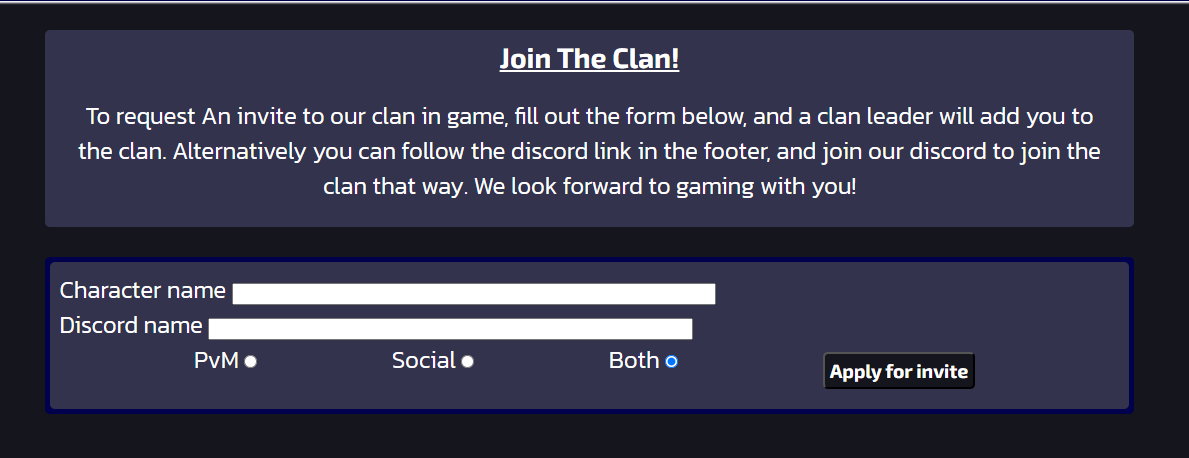 Join The Clan!
To request An invite to our clan in game, fill out the form below, and a clan leader will add you to
the clan. Alternatively you can follow the discord link in the footer, and join our discord to join the
clan that way. We look forward to gaming with you!
Character name
Discord name
PvM Social Both Apply for invite